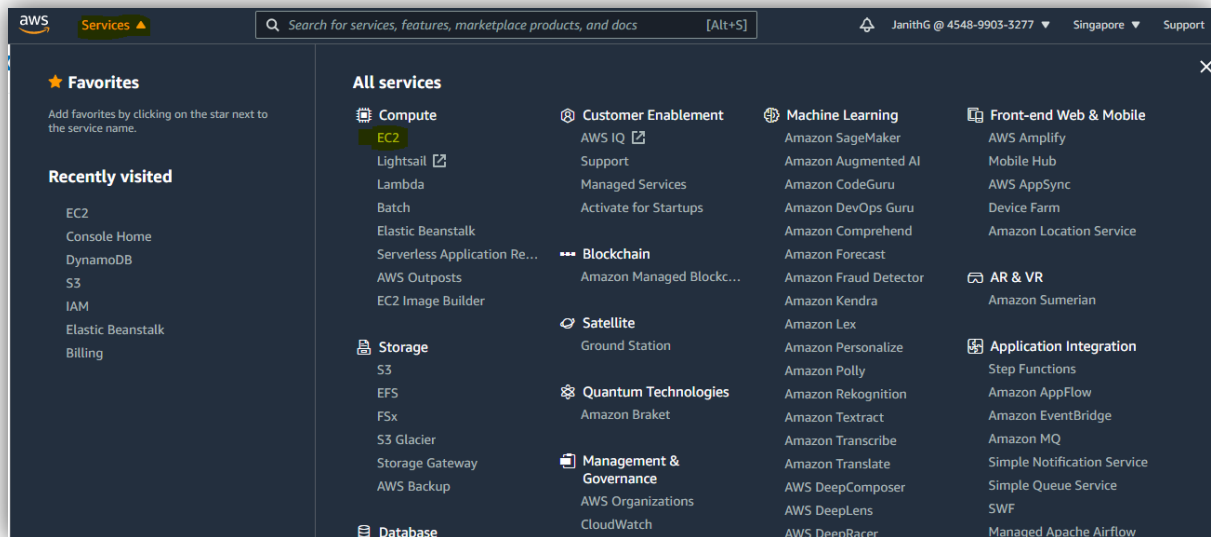 aws
Services ▲
Search for services, features, marketplace products, and docs [Alt+S]
JanithG @ 4548-9903-3277 ▼
Singapore ▼
Support
Favorites
Add favorites by clicking on the star next to
the service name.
Recently visited
EC2
Console Home
DynamoDB
S3
IAM
Elastic Beanstalk
Billing
All services
Compute
EC2
Lightsail
Lambda
Batch
Elastic Beanstalk
Serverless Application Re...
AWS Outposts
EC2 Image Builder
Storage
S3
EFS
FSx
S3 Glacier
Storage Gateway
AWS Backup
Database
Customer Enablement
AWS IQ
Support
Managed Services
Activate for Startups
Blockchain
Amazon Managed Blockc...
Satellite
Ground Station
Quantum Technologies
Amazon Braket
Management &
Governance
AWS Organizations
CloudWatch
Machine Learning
Amazon SageMaker
Amazon Augmented AI
Amazon CodeGuru
Amazon DevOps Guru
Amazon Comprehend
Amazon Forecast
Amazon Fraud Detector
Amazon Kendra
Amazon Lex
Amazon Personalize
Amazon Polly
Amazon Rekognition
Amazon Textract
Amazon Transcribe
Amazon Translate
AWS DeepComposer
AWS DeepLens
AWS DeepRacer
Front-end Web & Mobile
AWS Amplify
Mobile Hub
AWS AppSync
Device Farm
Amazon Location Service
AR & VR
Amazon Sumerian
Application Integration
Step Functions
Amazon AppFlow
Amazon EventBridge
Amazon MQ
Simple Notification Service
Simple Queue Service
SWF
Managed Apache Airflow